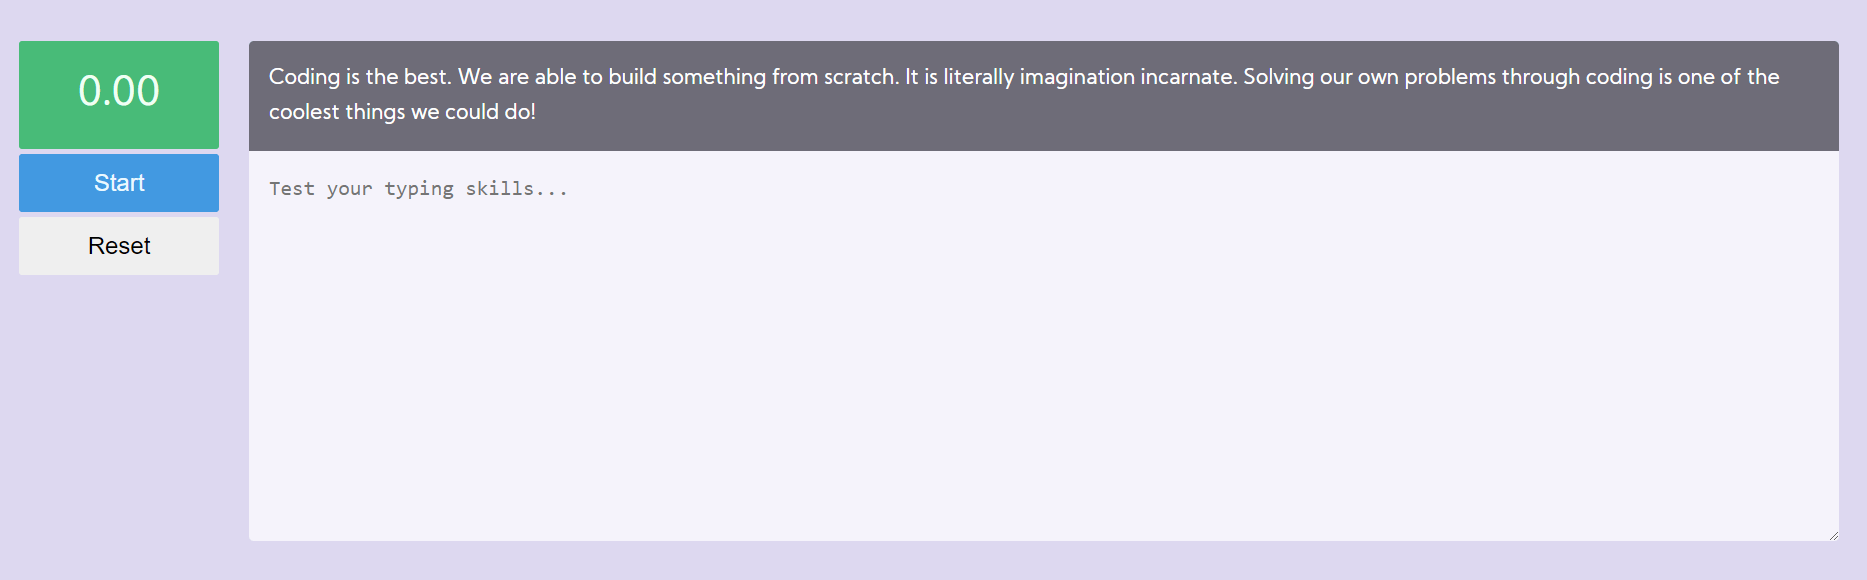 0.00
Start
Reset
Coding is the best. We are able to build something from scratch. It is literally imagination incarnate. Solving our own problems through coding is one of the
coolest things we could do!
Test your typing skills...